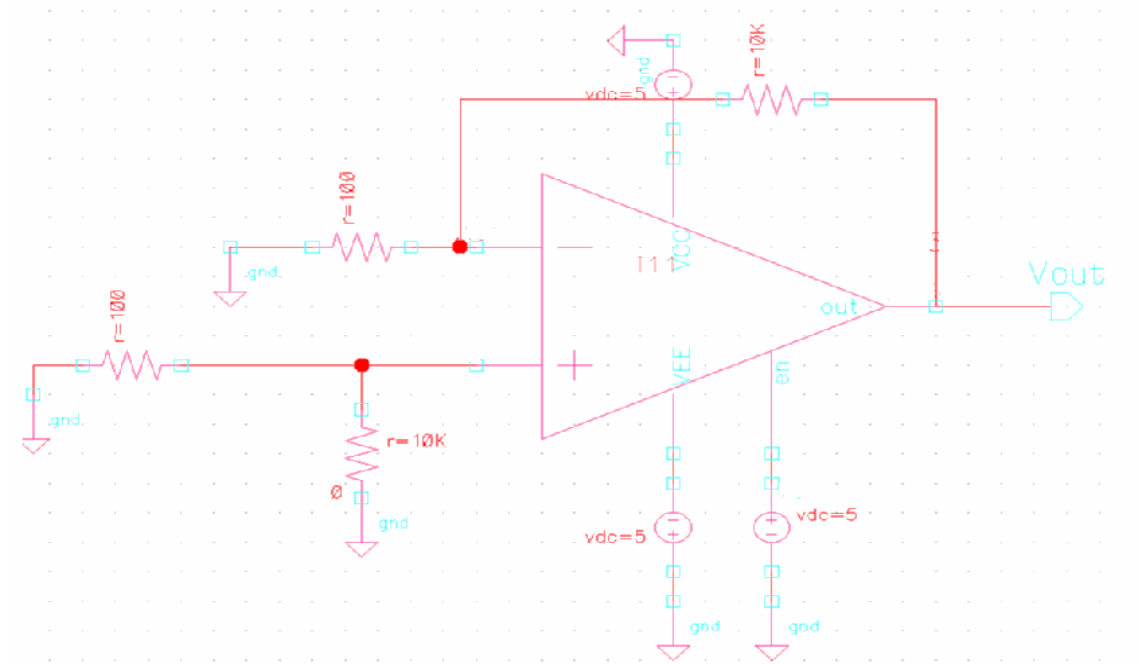 gnd
vdc=5
r=10K
r=100
gnd
I11
VCC
Vout
out
r=100
gnd
VEE
en
r=10K
0
gnd
vdc=5
vdc=5
gnd
gnd